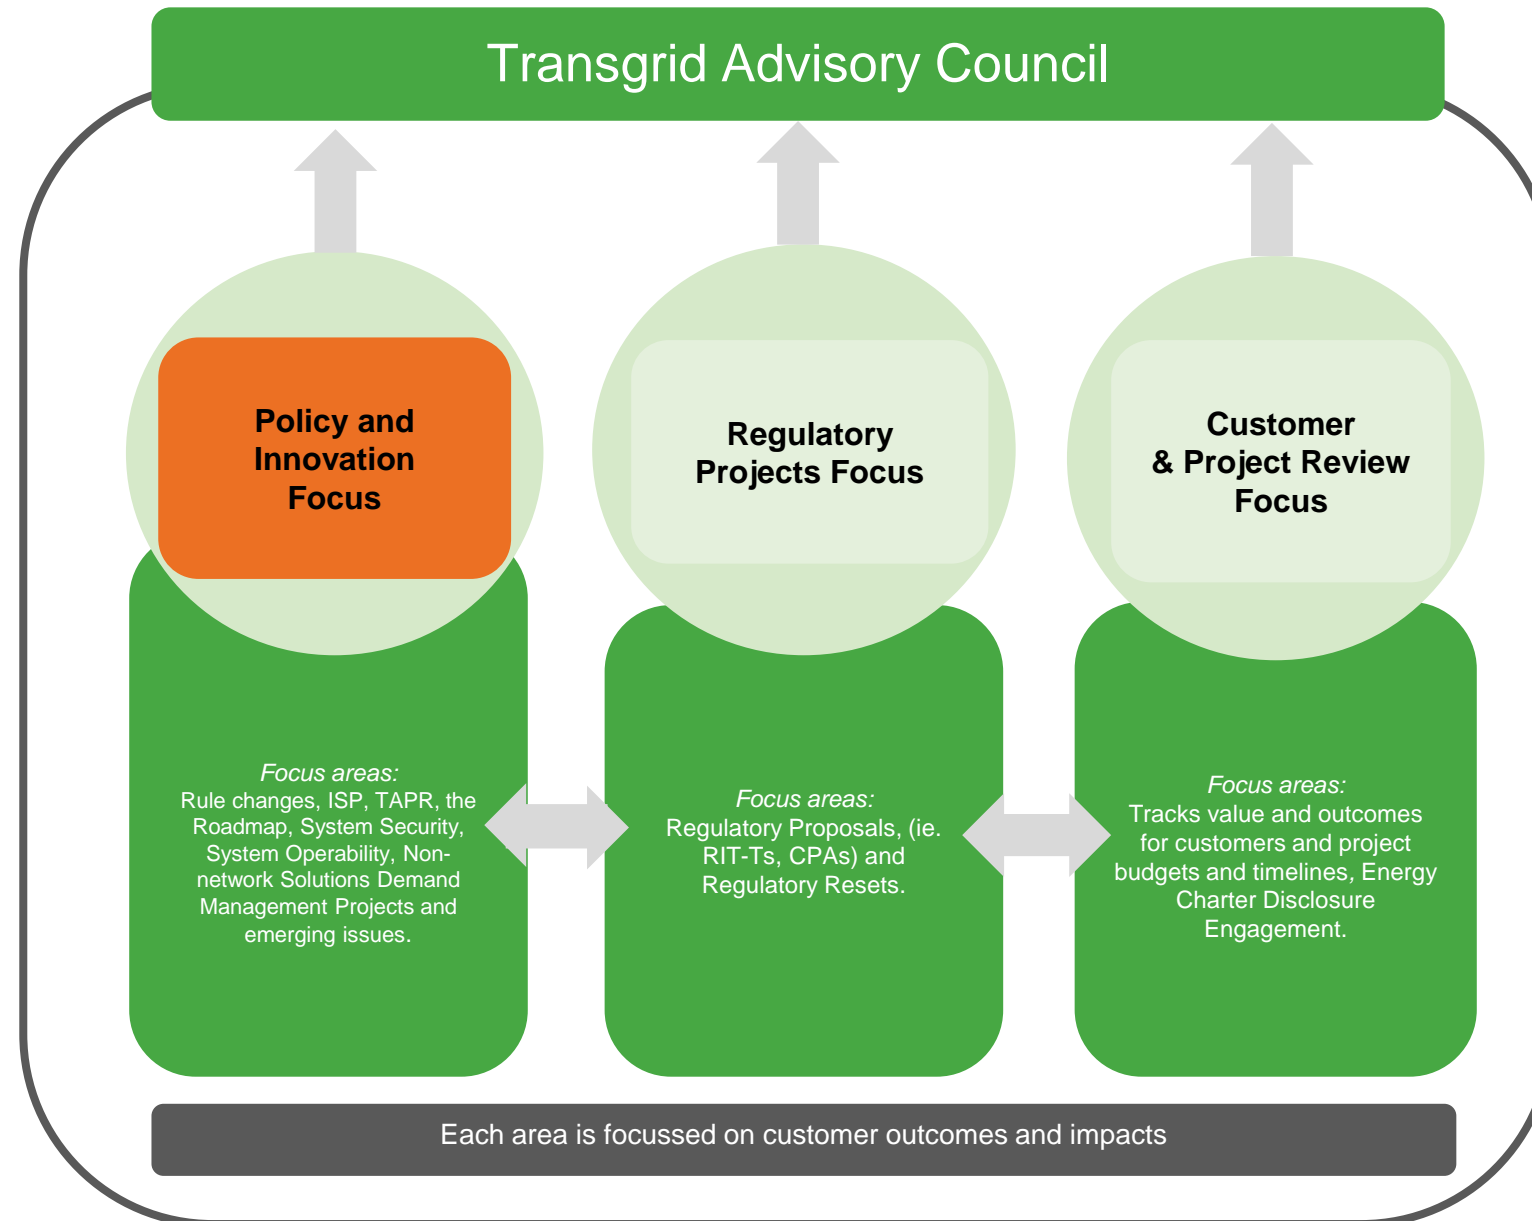 Transgrid Advisory Council
Policy and
Innovation
Focus
Regulatory
Projects Focus
Customer
& Project Review
Focus
Focus areas:
Rule changes, ISP, TAPR, the
Roadmap, System Security,
System Operability, Non-
network Solutions Demand
Management Projects and
emerging issues.
Focus areas:
Regulatory Proposals, (ie.
RIT-Ts, CPAs) and
Regulatory Resets.
Focus areas:
Tracks value and outcomes
for customers and project
budgets and timelines, Energy
Charter Disclosure
Engagement.
Each area is focussed on customer outcomes and impacts